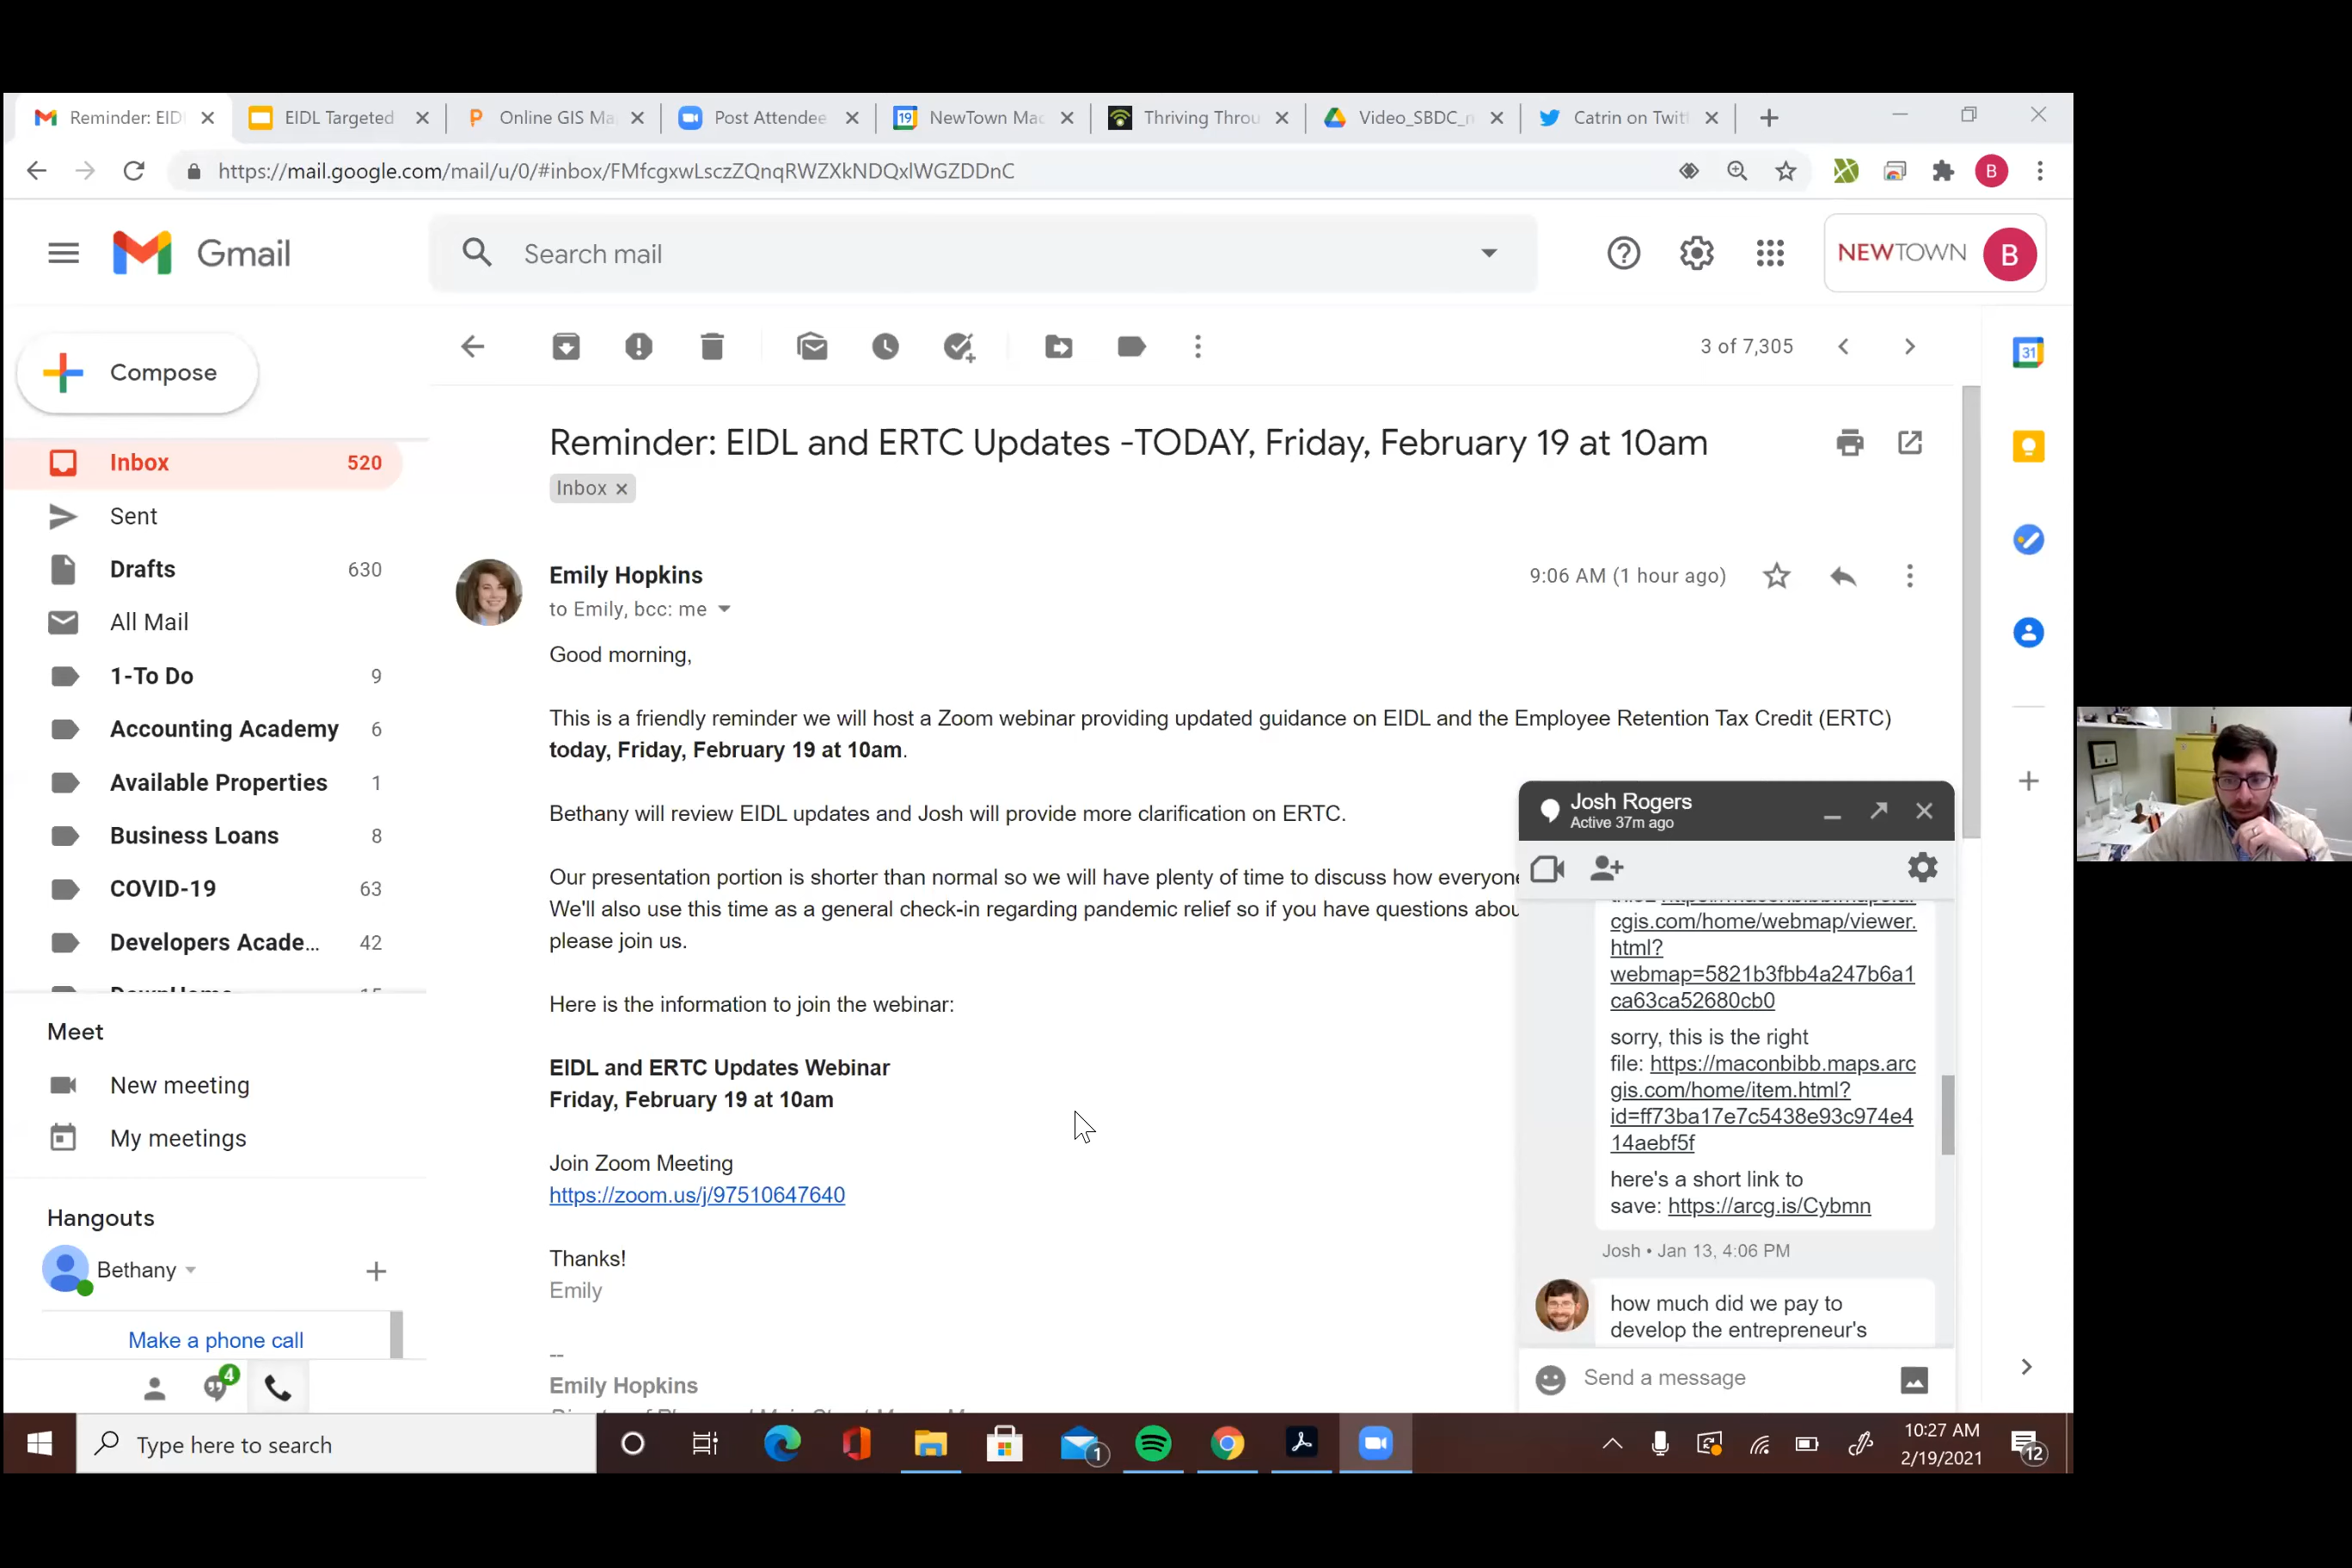 Reminder: EID
EIDL Targeted
Online GIS Ma
Post Attendee
NewTown Mac
Thriving Throu
Video_SBDC_n
Catrin on Twit
https://mail.google.com/mail/u/0/#inbox/FMfcgxwLsczZQnqRWZXkNDQxlWGZDDnC
B
Gmail
Search mail
NEWTOWN
B
Compose
3 of 7,305
31
Reminder: EIDL and ERTC Updates -TODAY, Friday, February 19 at 10am
Inbox x
Inbox 520
Sent
Drafts 630
All Mail
1-To Do 9
Accounting Academy 6
Available Properties 1
Business Loans 8
COVID-19 63
Developers Acade... 42
DownHome 15
Meet
New meeting
My meetings
Hangouts
Bethany
Make a phone call
4
Emily Hopkins
9:06 AM (1 hour ago)
to Emily, bcc: me
Good morning,
This is a friendly reminder we will host a Zoom webinar providing updated guidance on EIDL and the Employee Retention Tax Credit (ERTC)
today, Friday, February 19 at 10am.
Bethany will review EIDL updates and Josh will provide more clarification on ERTC.
Our presentation portion is shorter than normal so we will have plenty of time to discuss how everyone
We'll also use this time as a general check-in regarding pandemic relief so if you have questions abou
please join us.
Here is the information to join the webinar:
EIDL and ERTC Updates Webinar
Friday, February 19 at 10am
Join Zoom Meeting
https://zoom.us/j/97510647640
Thanks!
Emily
--
Emily Hopkins
Josh Rogers
Active 37m ago
cgis.com/home/webmap/viewer.
html?
webmap=5821b3fbb4a247b6a1
ca63ca52680cb0
sorry, this is the right
file: https://maconbibb.maps.arc
gis.com/home/item.html?
id=ff73ba17e7c5438e93c974e4
14aebf5f
here's a short link to
save: https://arcg.is/Cybmn
Josh • Jan 13, 4:06 PM
how much did we pay to
develop the entrepreneur's
Send a message
Type here to search
1
10:27 AM
2/19/2021
12